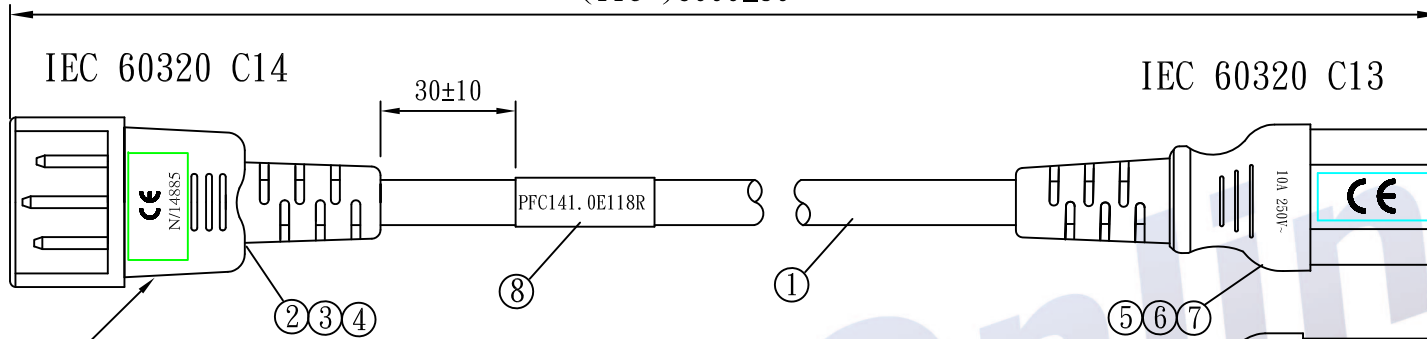 IEC 60320 C14
IEC 60320 C13
30±10
CE
N/14885
PFC141.0E118R
10A 250V~
CE
⑧
①
②③④
⑤⑥⑦